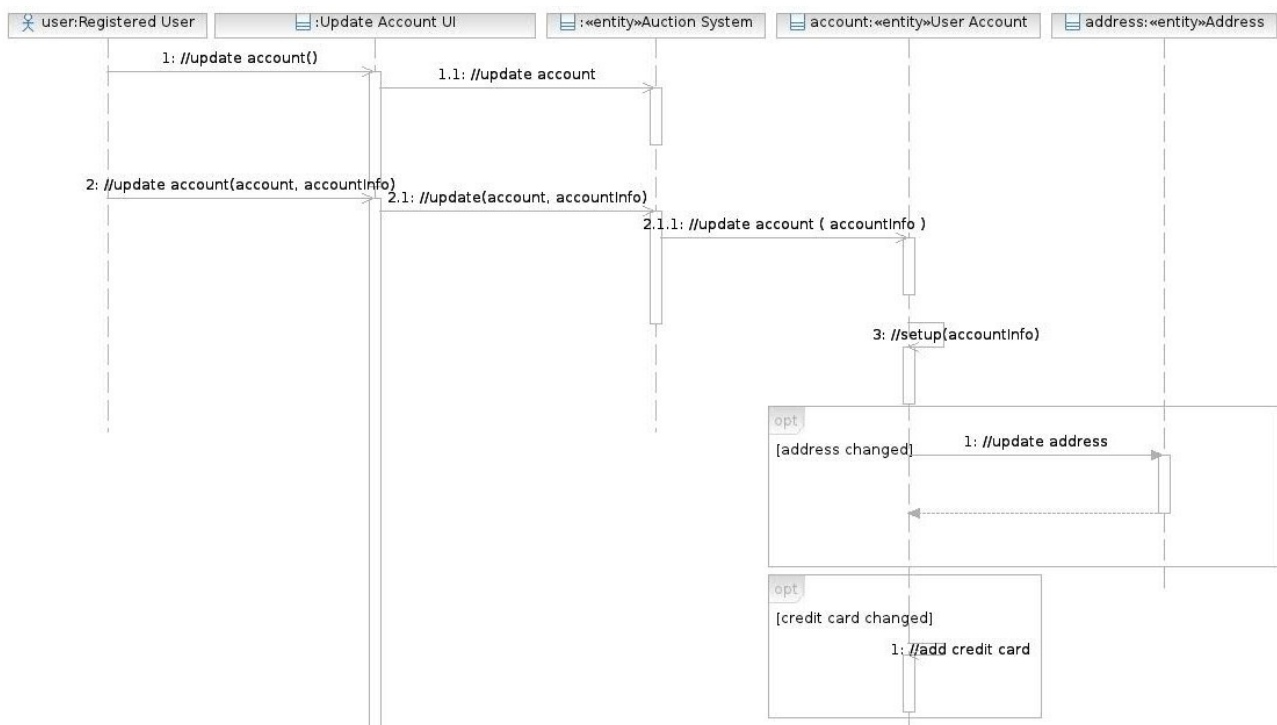 user:Registered User
:Update Account UI
:«entity»Auction System
account:«entity»User Account
address:«entity»Address
1: //update account()
1.1: //update account
2: //update account(account, accountInfo)
2.1: //update(account, accountInfo)
2.1.1: //update account ( accountInfo )
3: //setup(accountInfo)
opt
[address changed]
1: //update address
opt
[credit card changed]
1: //add credit card